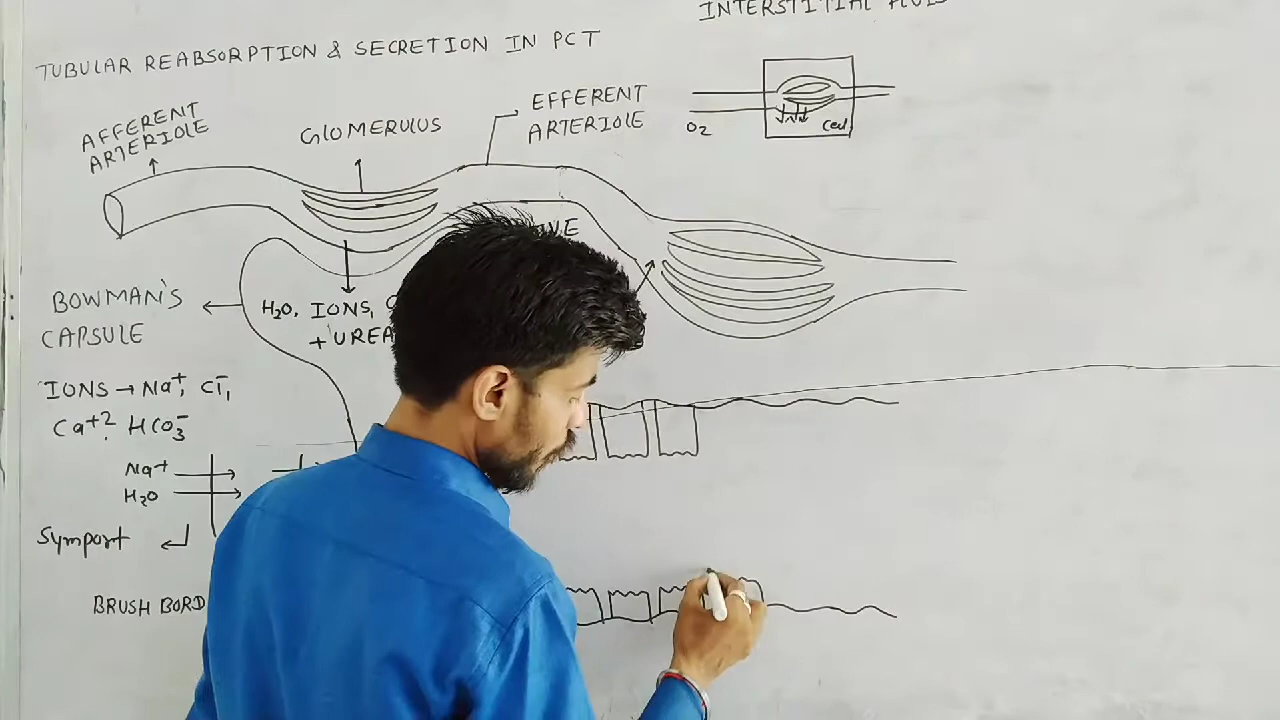 INTERSTITIAL FLUID
TUBULAR REABSORPTION & SECRETION IN PCT
AFFERENT
ARTERIOLE
GLOMERULUS
EFFERENT
ARTERIOLE
O2
Cell
BOWMAN'S
CAPSULE
H2O, IONS,
+UREA
IONS → Na+, Cl-,
Ca+2, HCO3-
Na+
H2O
Symport
BRUSH